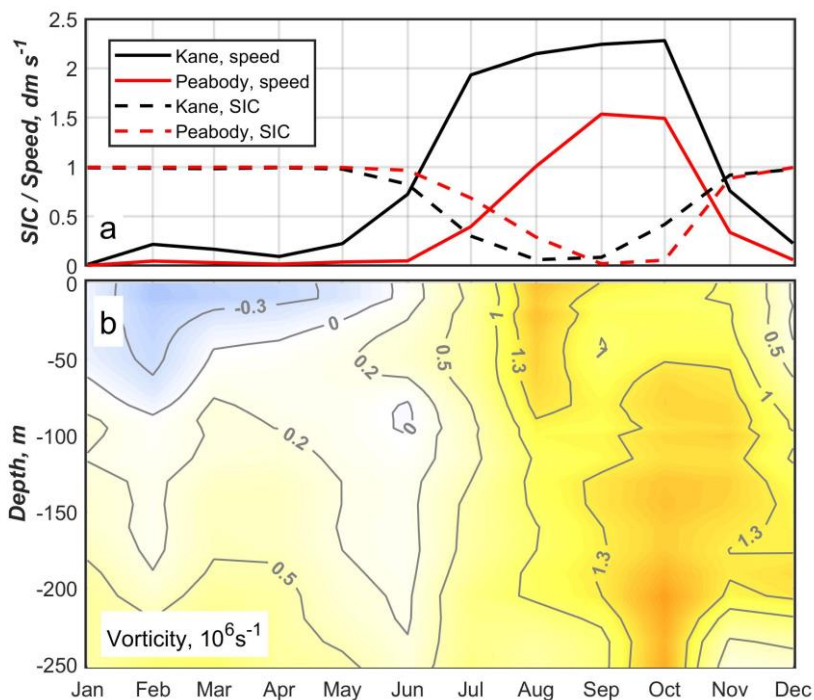 2.5
2
1.5
1
0.5
0
SIC / Speed, dm s⁻¹
Kane, speed
Peabody, speed
Kane, SIC
Peabody, SIC
a
b
0
-50
-100
-150
-200
-250
Depth, m
-0.3
0
0.2
0.5
0
0.2
0.5
1
1.3
1
0.5
1
1.3
1.3
Vorticity, 10⁶s⁻¹
Jan Feb Mar Apr May Jun Jul Aug Sep Oct Nov Dec